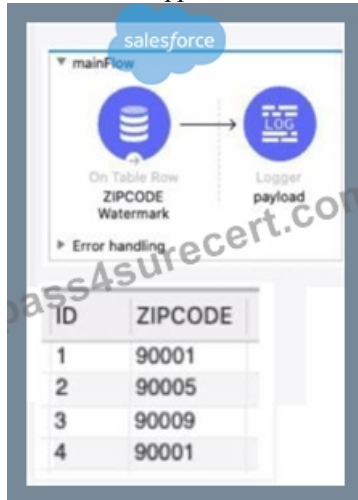 salesforce
mainFlow
LOG
On Table Row
Logger
ZIPCODE
Watermark
payload
Error handling
pass4surecert.com
ID ZIPCODE
1 90001
2 90005
3 90009
4 90001